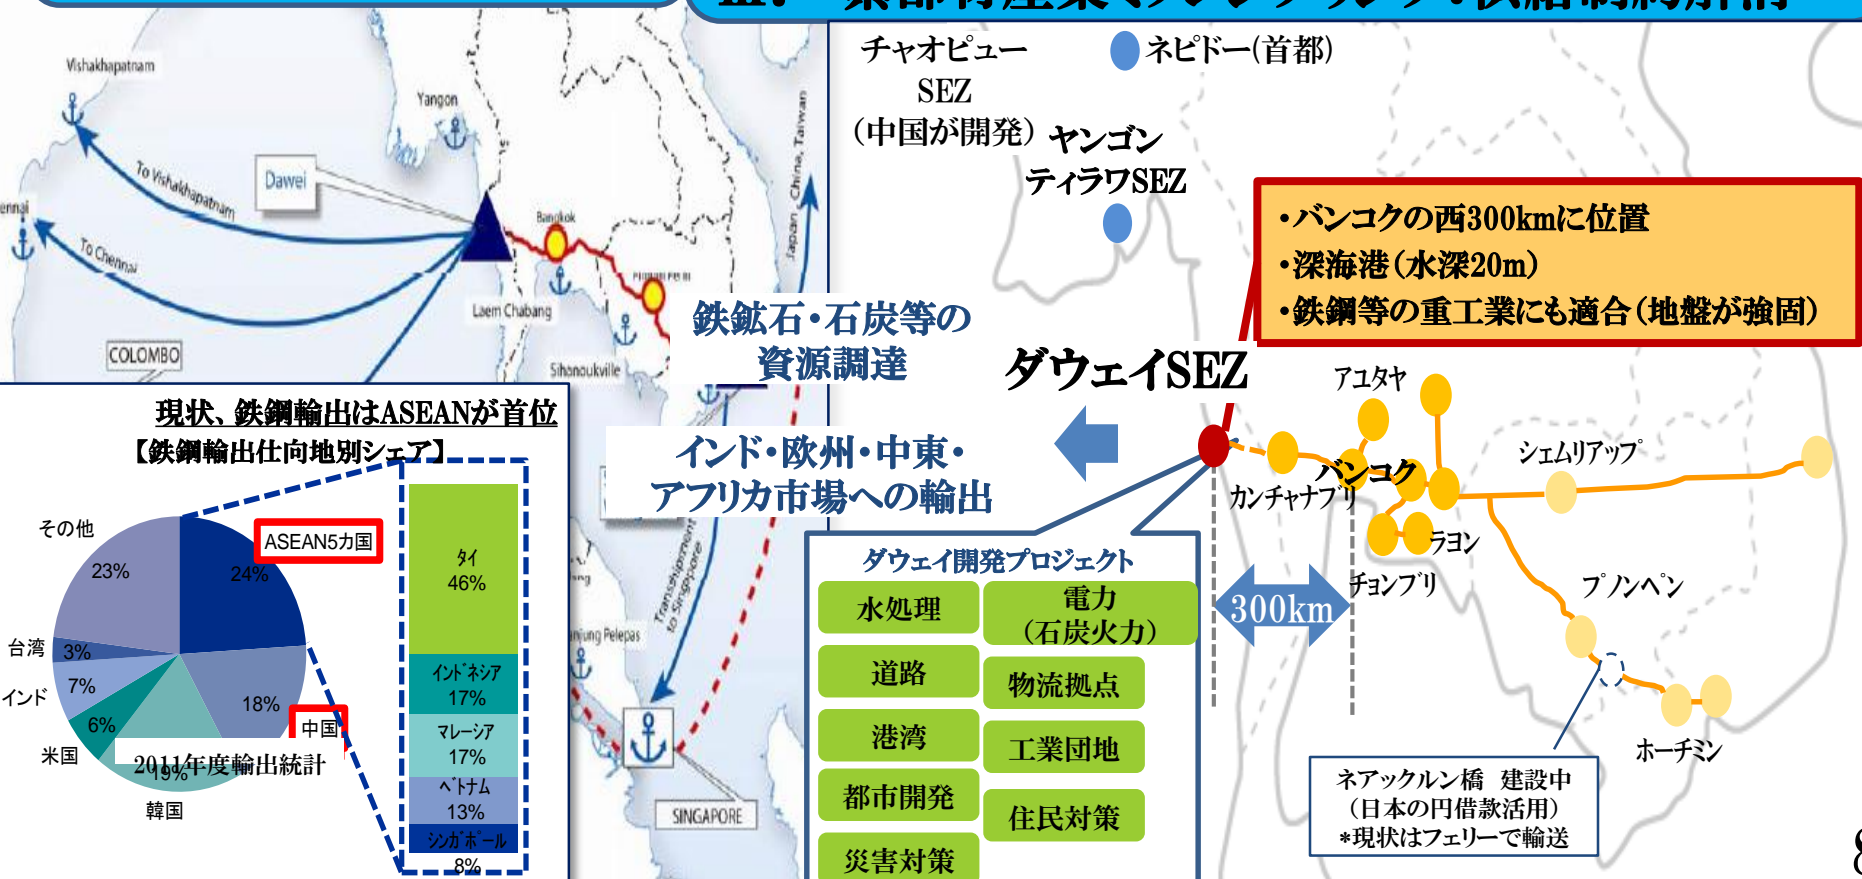 Vishakhapatnam
Yangon
To Vishakhapatnam
Dawei
Bangkok
ennai
To Chennai
Laem Chabang
COLOMBO
Sihanoukville
Japan, China, Taiwan
Transhipment
to Singapore
anjung Pelepas
SINGAPORE
鉄鉱石・石炭等の
資源調達
インド・欧州・中東・
アフリカ市場への輸出
現状、鉄鋼輸出はASEANが首位
【鉄鋼輸出仕向地別シェア】
その他
23%
ASEAN5カ国
24%
台湾
3%
インド
7%
18%
中国
6%
米国
2011年度輸出統計
19%
韓国
タイ
46%
インドネシア
17%
マレーシア
17%
ベトナム
13%
シンガポール
8%
チャオピュー
SEZ
(中国が開発)
ネピドー(首都)
ヤンゴン
ティラワSEZ
・バンコクの西300kmに位置
・深海港(水深20m)
・鉄鋼等の重工業にも適合(地盤が強固)
ダウェイSEZ
アユタヤ
シェムリアップ
バンコク
カンチャナブリ
ラヨン
チョンブリ
プノンペン
300km
ホーチミン
ダウェイ開発プロジェクト
水処理
電力
(石炭火力)
道路
物流拠点
港湾
工業団地
都市開発
住民対策
災害対策
ネアックルン橋 建設中
(日本の円借款活用)
*現状はフェリーで輸送
8